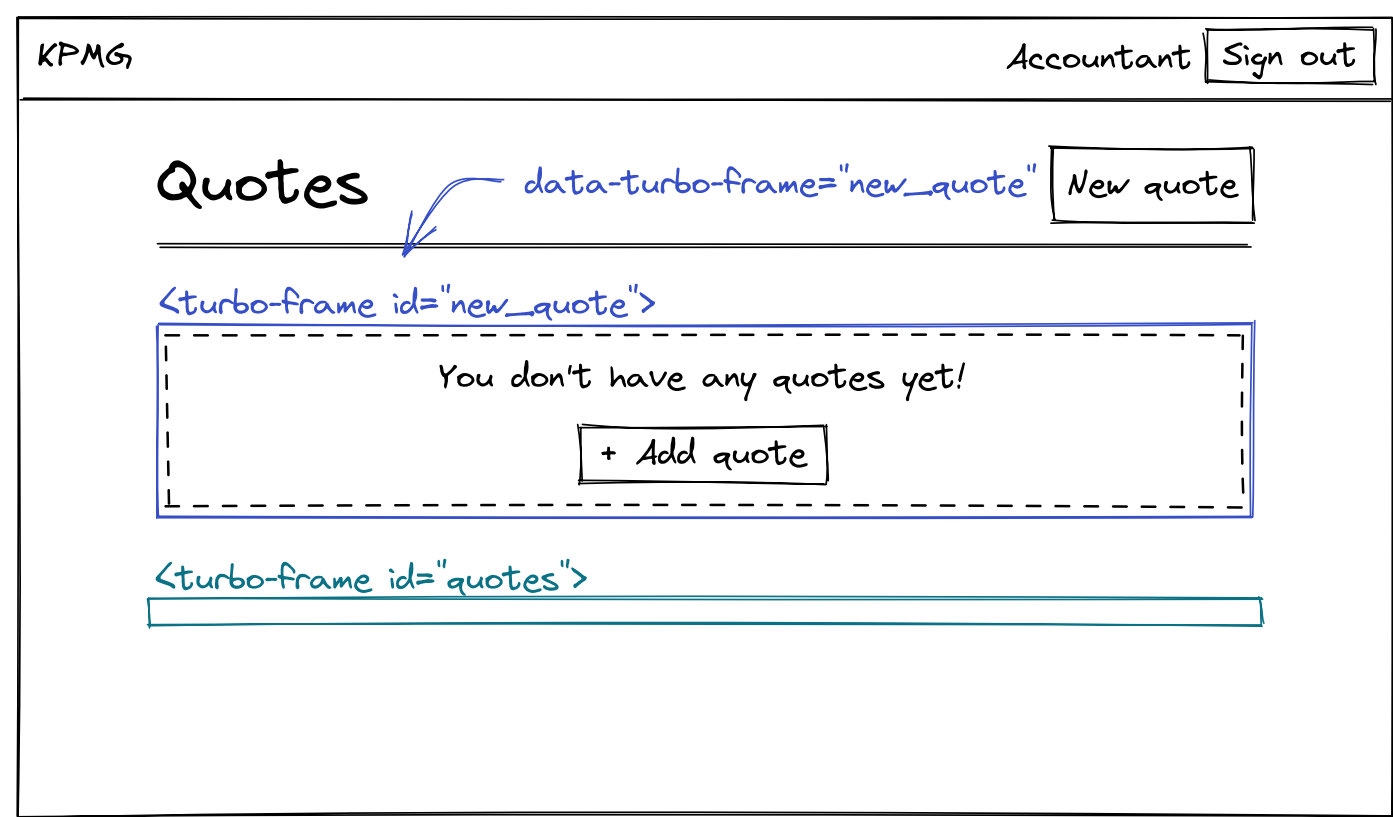 KPMG Accountant Sign out
Quotes data-turbo-frame="new_quote" New quote
<turbo-frame id="new_quote">
You don't have any quotes yet!
+ Add quote
<turbo-frame id="quotes">